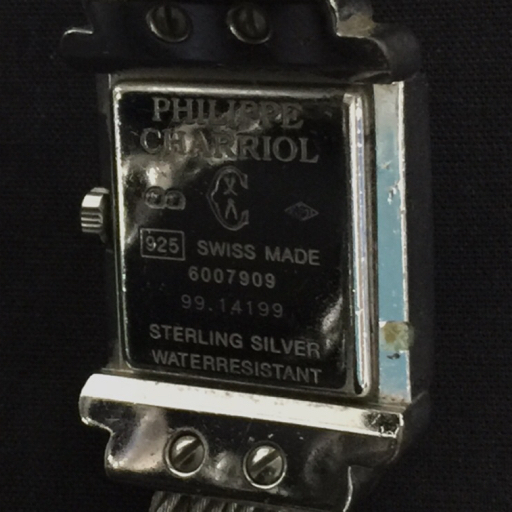 PHILIPPE
CHARRIOL
925 SWISS MADE
6007909
99.14199
STERLING SILVER
WATERRESISTANT